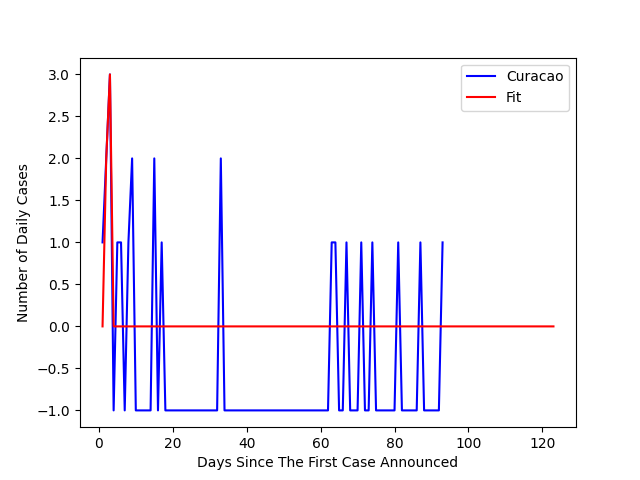 Curacao
Fit
Number of Daily Cases
3.0
2.5
2.0
1.5
1.0
0.5
0.0
−0.5
−1.0
0 20 40 60 80 100 120
Days Since The First Case Announced